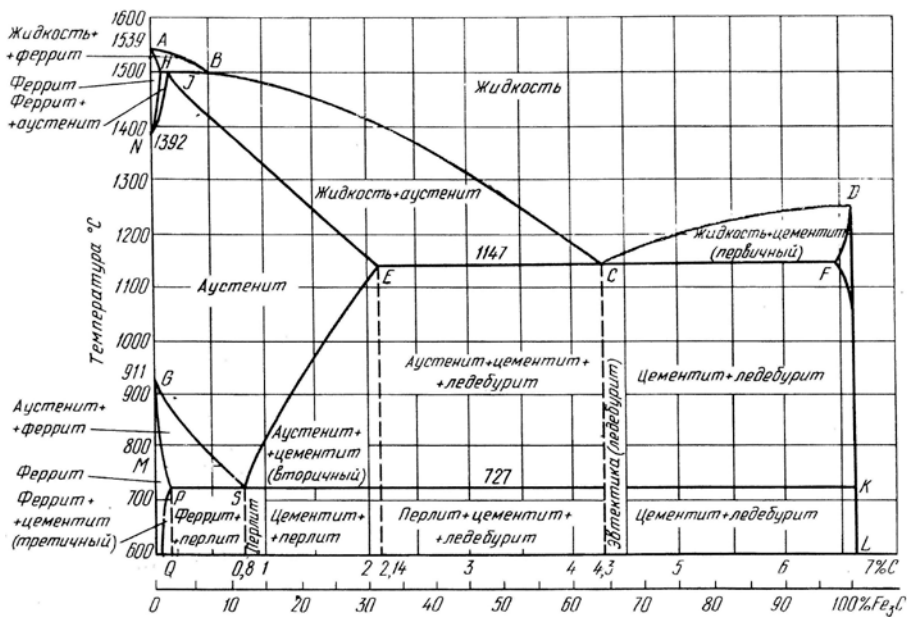 1600
Жидкость+
+феррит
1539
A
H
B
Феррит
1500
J
Жидкость
Феррит+
+аустенит
1400
N
1392
1300
Жидкость+аустенит
D
1200
Жидкость+цементит
(первичный)
1147
E
C
F
1100
Аустенит
Температура °C
1000
Аустенит+цементит+
+ледебурит
Цементит+ледебурит
Эвтектика (ледебурит)
911
G
900
Аустенит+
+феррит
800
Аустенит+
+цементит
(вторичный)
M
727
Феррит
700
P
S
K
Феррит+
+цементит
(третичный)
Феррит+
+перлит
Перлит
Цементит+
+перлит
Перлит+цементит+
+ледебурит
Цементит+ледебурит
600
L
Q
0,8
1
2
2,14
3
4
4,3
5
6
7%C
0
10
20
30
40
50
60
70
80
90
100%Fe₃C